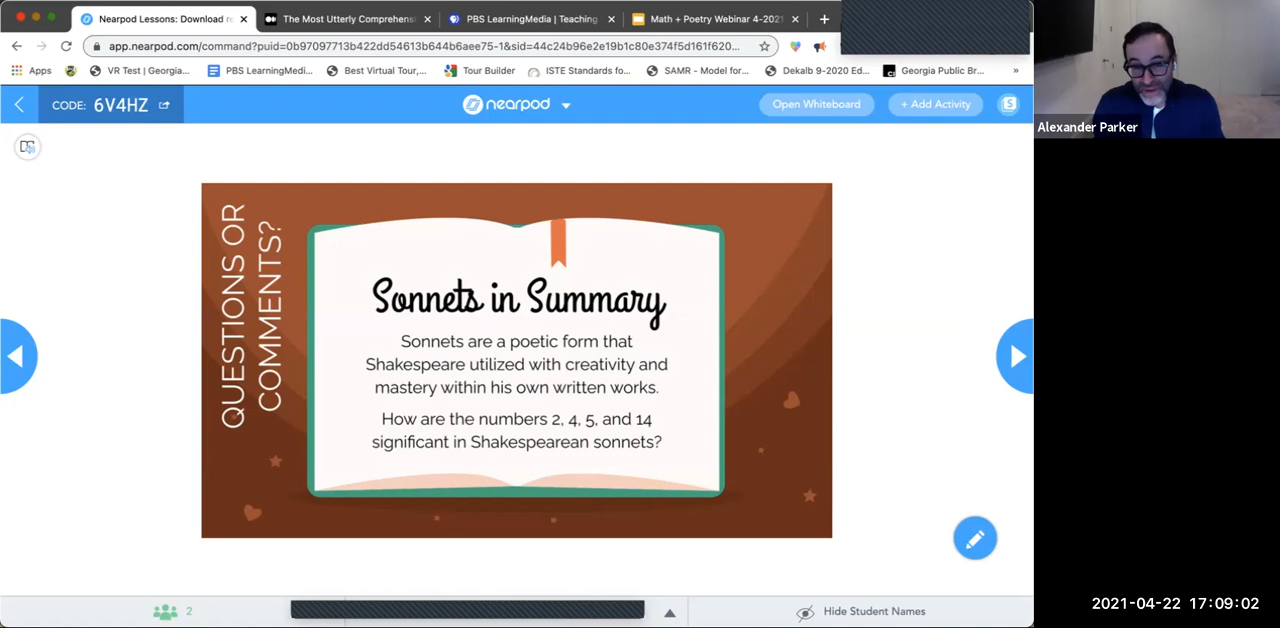 Nearpod Lessons: Download re
The Most Utterly Comprehens
PBS LearningMedia | Teaching
Math + Poetry Webinar 4-2021
app.nearpod.com/command?puid=0b97097713b422dd54613b644b6aee75-1&sid=44c24b96e2e19b1c80e374f5d161f620...
Apps
VR Test | Georgia...
PBS LearningMedi...
Best Virtual Tour,...
Tour Builder
ISTE Standards fo...
SAMR - Model for...
Dekalb 9-2020 Ed...
Georgia Public Br...
»
CODE: 6V4HZ
nearpod
Open Whiteboard
+ Add Activity
S
Alexander Parker
QUESTIONS OR
COMMENTS?
Sonnets in Summary
Sonnets are a poetic form that
Shakespeare utilized with creativity and
mastery within his own written works.
How are the numbers 2, 4, 5, and 14
significant in Shakespearean sonnets?
2
Hide Student Names
2021-04-22 17:09:02